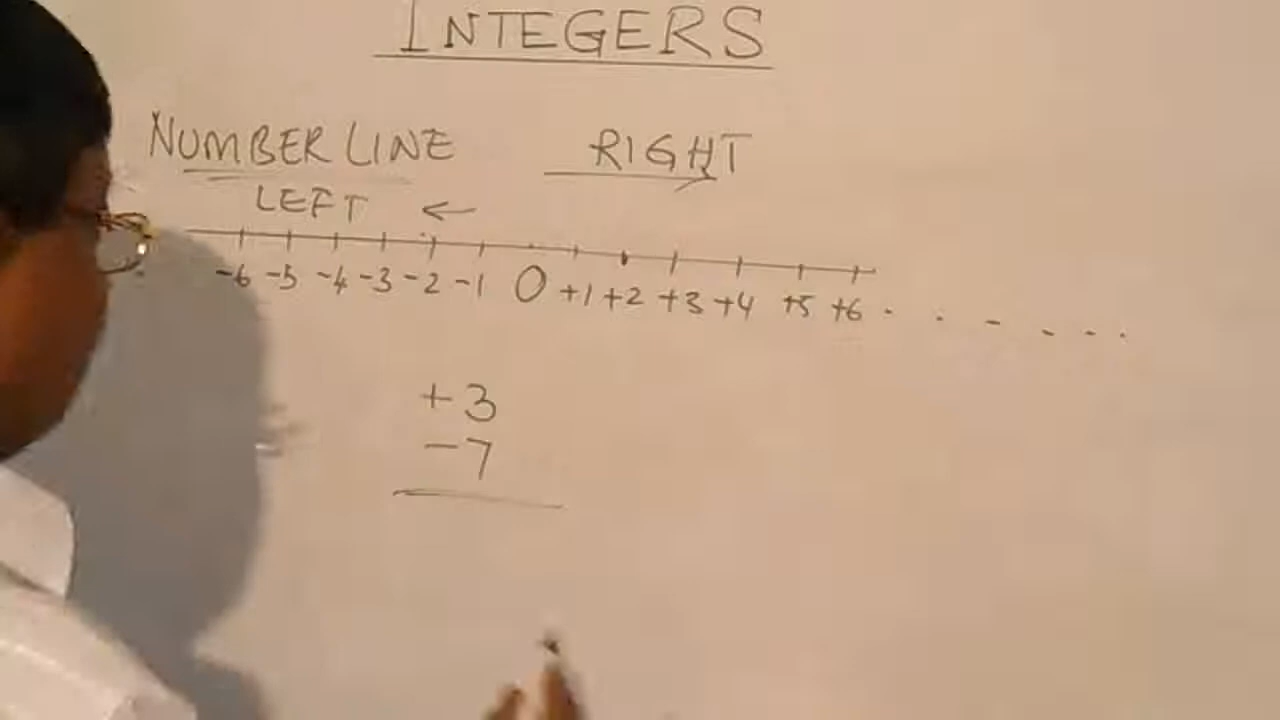 INTEGERS
NUMBER LINE RIGHT
LEFT ←
-6 -5 -4 -3 -2 -1 0 +1 +2 +3 +4 +5 +6 . . - - - . .
+3
-7